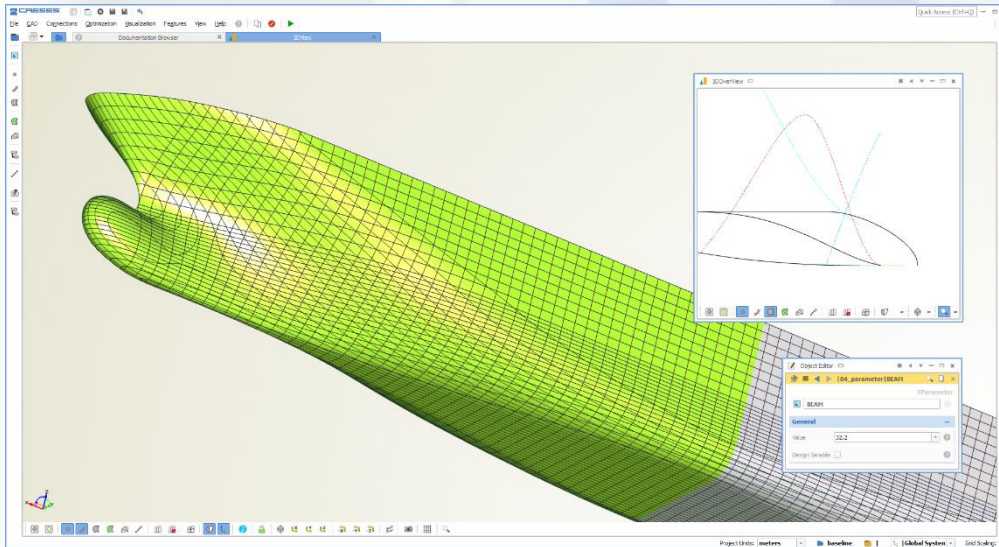 CAESES
Quick Access (Ctrl+Q)
File CAD Connections Optimization Visualization Features View Help
Documentation Browser
3DView
3DOverView
Object Editor
|04_parameter|BEAM
FParameter
BEAM
General
Value 32.2
Design Variable
Project Units: meters baseline |Global System Grid Scaling: